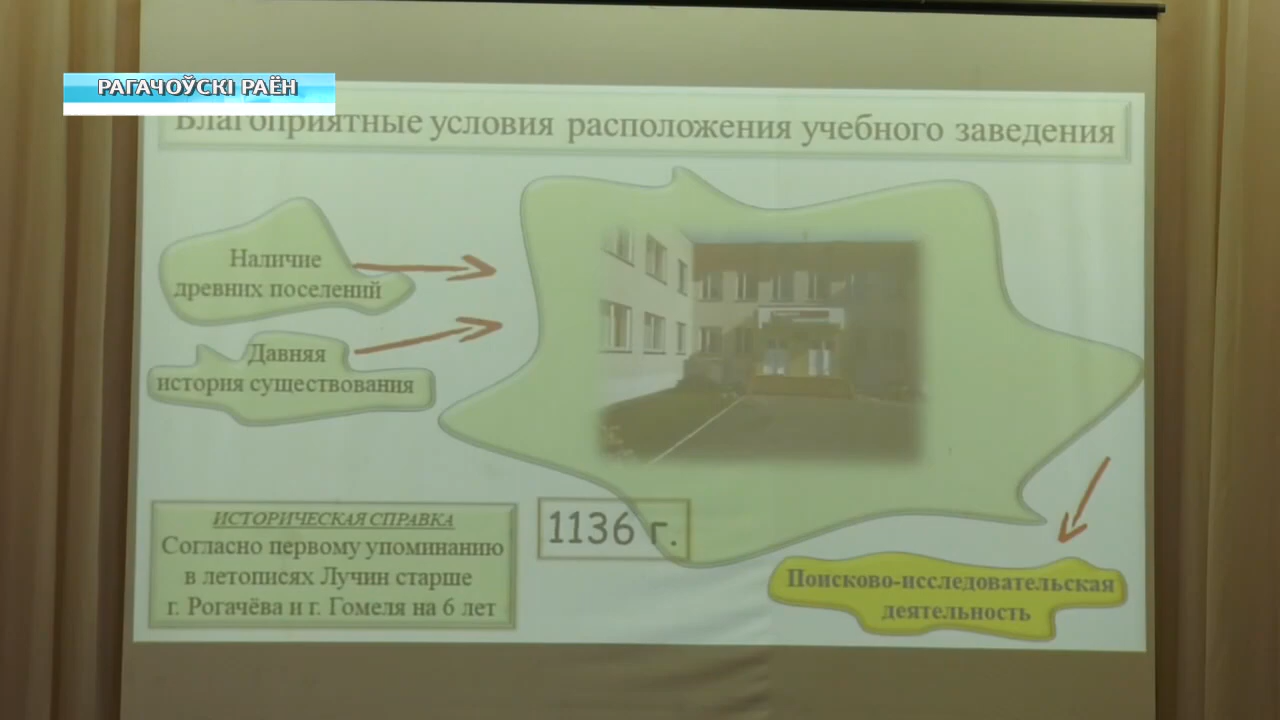 РАГАЧОЎСКІ РАЁН
Благоприятные условия расположения учебного заведения
Наличие
древних поселений
Давняя
история существования
ИСТОРИЧЕСКАЯ СПРАВКА
Согласно первому упоминанию
в летописях Лучин старше
г. Рогачёва и г. Гомеля на 6 лет
1136 г.
Поисково-исследовательская
деятельность